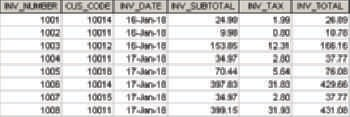 INV_NUMBER CUS_CODE INV_DATE INV_SUBTOTAL INV_TAX INV_TOTAL
1001 10014 16-Jan-18 24.90 1.99 26.89
1002 10011 16-Jan-18 9.98 0.80 10.78
1003 10012 16-Jan-18 153.85 12.31 166.16
1004 10011 17-Jan-18 34.97 2.80 37.77
1005 10018 17-Jan-18 70.44 5.64 76.08
1006 10014 17-Jan-18 397.83 31.83 429.66
1007 10015 17-Jan-18 34.97 2.80 37.77
1008 10011 17-Jan-18 399.15 31.93 431.08